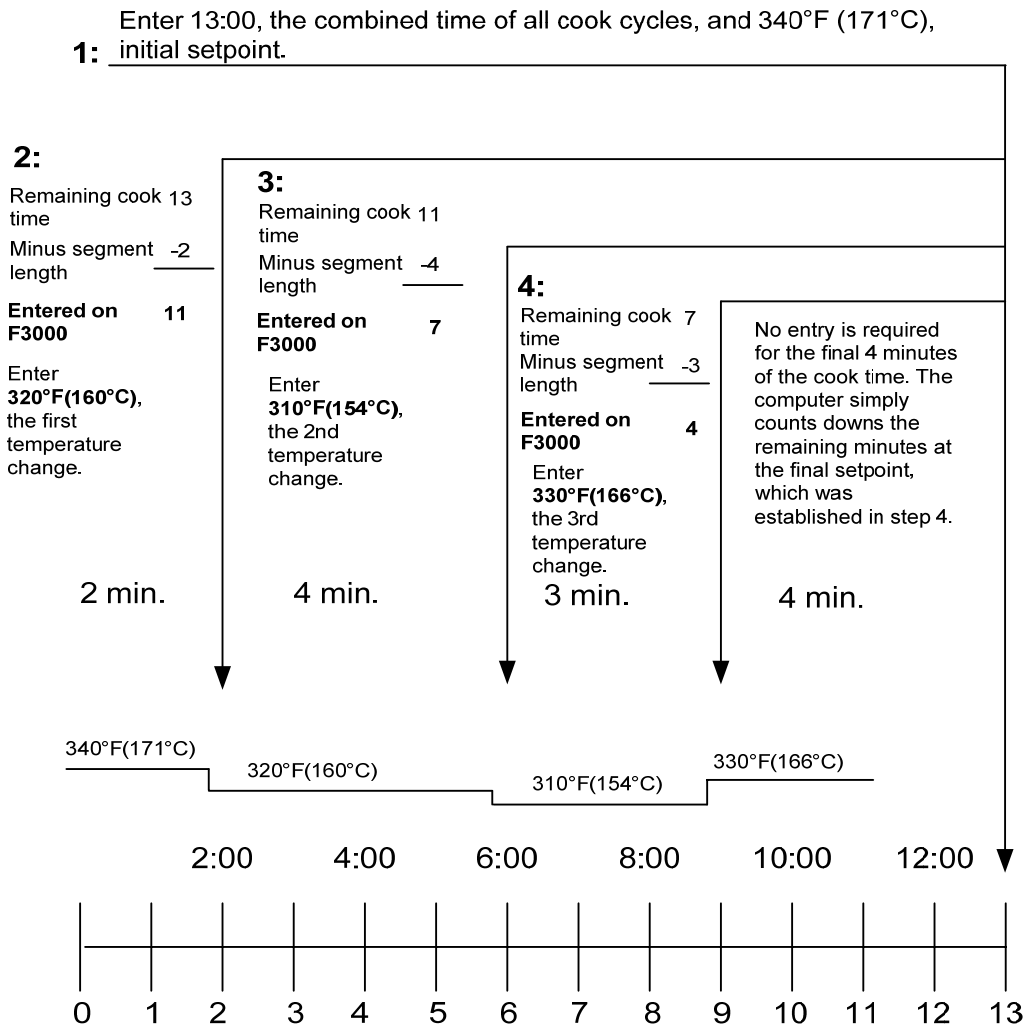 Enter 13:00, the combined time of all cook cycles, and 340°F (171°C),
1: initial setpoint.
2:
Remaining cook 13
time
Minus segment -2
length
Entered on 11
F3000
Enter
320°F(160°C),
the first
temperature
change.
3:
Remaining cook 11
time
Minus segment -4
length
Entered on 7
F3000
Enter
310°F(154°C),
the 2nd
temperature
change.
4:
Remaining cook 7
time
Minus segment -3
length
Entered on 4
F3000
Enter
330°F(166°C),
the 3rd
temperature
change.
No entry is required
for the final 4 minutes
of the cook time. The
computer simply
counts downs the
remaining minutes at
the final setpoint,
which was
established in step 4.
2 min. 4 min. 3 min. 4 min.
340°F(171°C) 320°F(160°C) 310°F(154°C) 330°F(166°C)
2:00 4:00 6:00 8:00 10:00 12:00
0 1 2 3 4 5 6 7 8 9 10 11 12 13